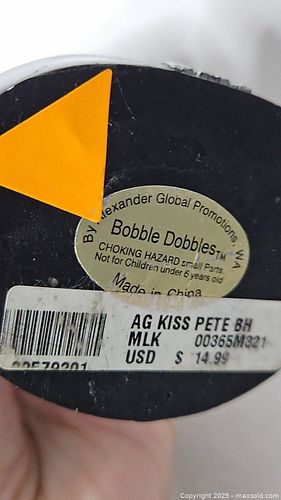 By Alexander Global Promotions, WA
Bobble Dobbles™
CHOKING HAZARD small Parts
Not for Children under 6 years old
Made in China
AG KISS PETE BH
MLK 00365M321
USD $ 14.99
Copyright 2025 - maxsold.com